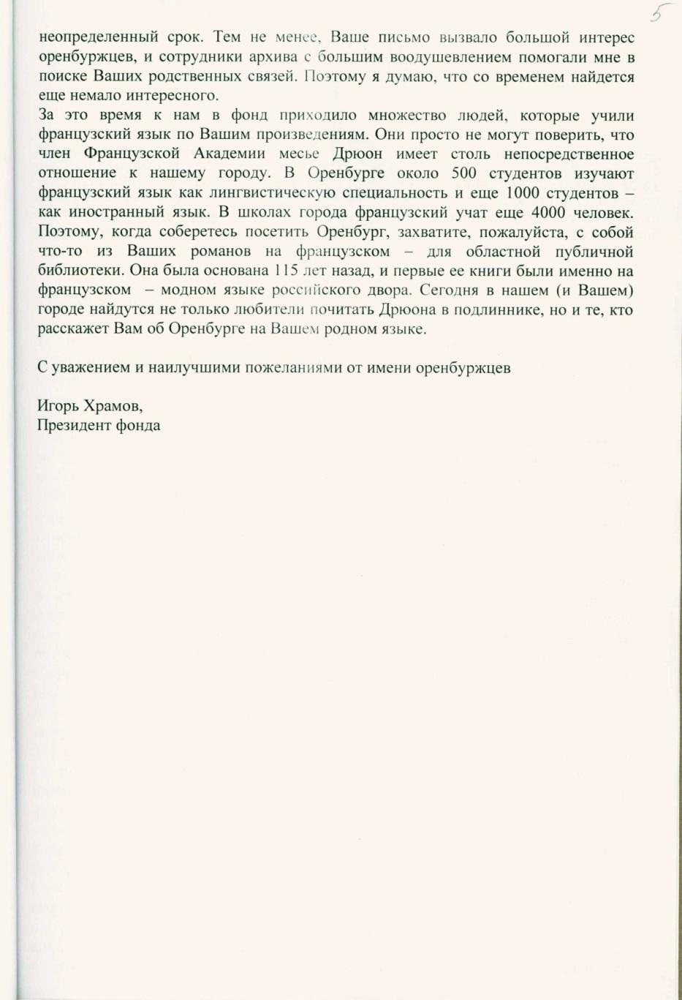 5
неопределенный срок. Тем не менее, Ваше письмо вызвало большой интерес
оренбуржцев, и сотрудники архива с большим воодушевлением помогали мне в
поиске Ваших родственных связей. Поэтому я думаю, что со временем найдется
еще немало интересного.
За это время к нам в фонд приходило множество людей, которые учили
французский язык по Вашим произведениям. Они просто не могут поверить, что
член Французской Академии месье Дрюон имеет столь непосредственное
отношение к нашему городу. В Оренбурге около 500 студентов изучают
французский язык как лингвистическую специальность и еще 1000 студентов –
как иностранный язык. В школах города французский учат еще 4000 человек.
Поэтому, когда соберетесь посетить Оренбург, захватите, пожалуйста, с собой
что-то из Ваших романов на французском – для областной публичной
библиотеки. Она была основана 115 лет назад, и первые ее книги были именно на
французском – модном языке российского двора. Сегодня в нашем (и Вашем)
городе найдутся не только любители почитать Дрюона в подлиннике, но и те, кто
расскажет Вам об Оренбурге на Вашем родном языке.
С уважением и наилучшими пожеланиями от имени оренбуржцев
Игорь Храмов,
Президент фонда